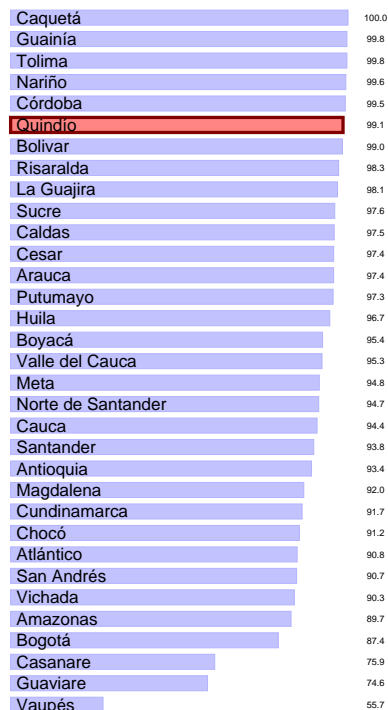 Caquetá 100.0
Guainía 99.8
Tolima 99.8
Nariño 99.6
Córdoba 99.5
Quindío 99.1
Bolivar 99.0
Risaralda 98.3
La Guajira 98.1
Sucre 97.6
Caldas 97.5
Cesar 97.4
Arauca 97.4
Putumayo 97.3
Huila 96.7
Boyacá 95.4
Valle del Cauca 95.3
Meta 94.8
Norte de Santander 94.7
Cauca 94.4
Santander 93.8
Antioquia 93.4
Magdalena 92.0
Cundinamarca 91.7
Chocó 91.2
Atlántico 90.8
San Andrés 90.7
Vichada 90.3
Amazonas 89.7
Bogotá 87.4
Casanare 75.9
Guaviare 74.6
Vaupés 55.7